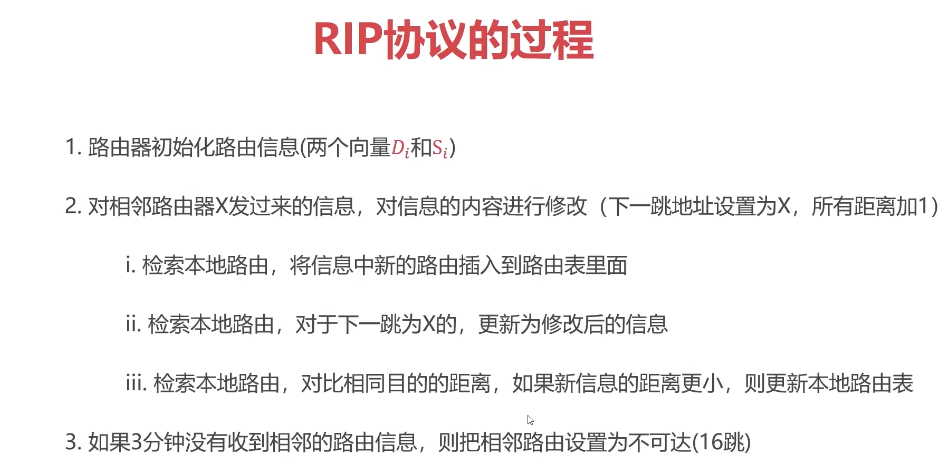 RIP协议的过程
1. 路由器初始化路由信息(两个向量Di和Si)
2. 对相邻路由器X发过来的信息，对信息的内容进行修改（下一跳地址设置为X，所有距离加1）
i. 检索本地路由，将信息中新的路由插入到路由表里面
ii. 检索本地路由，对于下一跳为X的，更新为修改后的信息
iii. 检索本地路由，对比相同目的的距离，如果新信息的距离更小，则更新本地路由表
3. 如果3分钟没有收到相邻的路由信息，则把相邻路由设置为不可达(16跳)